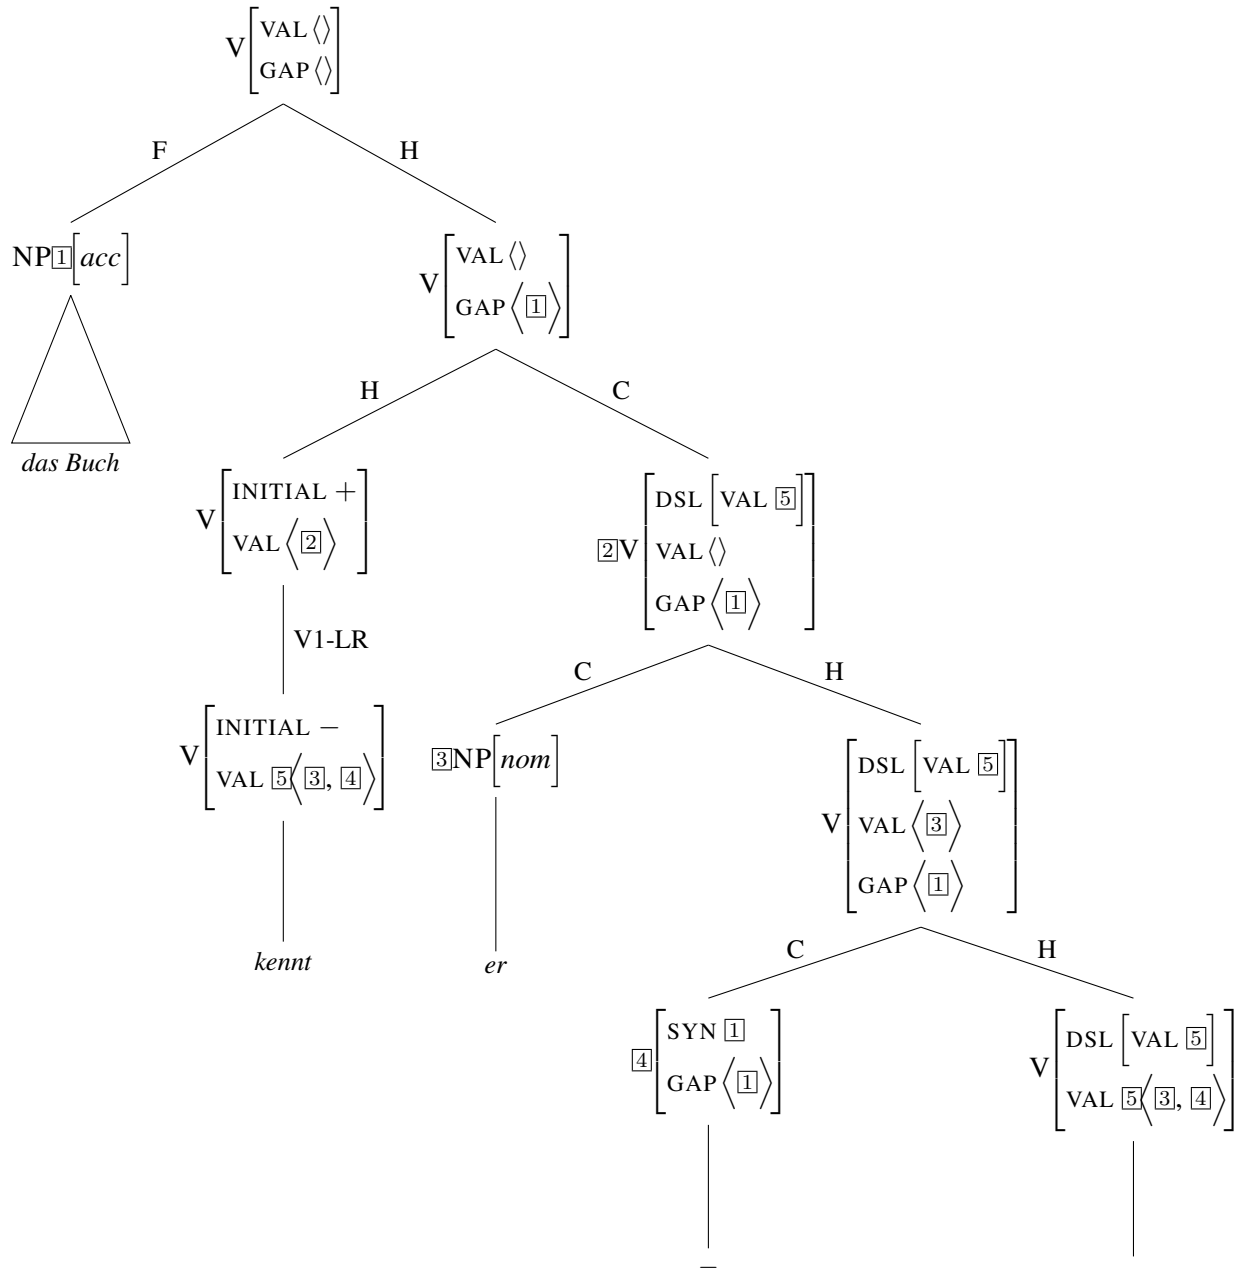 V[VAL ⟨⟩
GAP ⟨⟩]
F
H
NP[1][acc]
V[VAL ⟨⟩
GAP ⟨[1]⟩]
das Buch
H
C
V[INITIAL +
VAL ⟨[2]⟩]
[2]V[DSL [VAL [5]]
VAL ⟨⟩
GAP ⟨[1]⟩]
V1-LR
C
H
V[INITIAL −
VAL [5]⟨[3], [4]⟩]
[3]NP[nom]
V[DSL [VAL [5]]
VAL ⟨[3]⟩
GAP ⟨[1]⟩]
kennt
er
C
H
[4][SYN [1]
GAP ⟨[1]⟩]
V[DSL [VAL [5]]
VAL [5]⟨[3], [4]⟩]
_